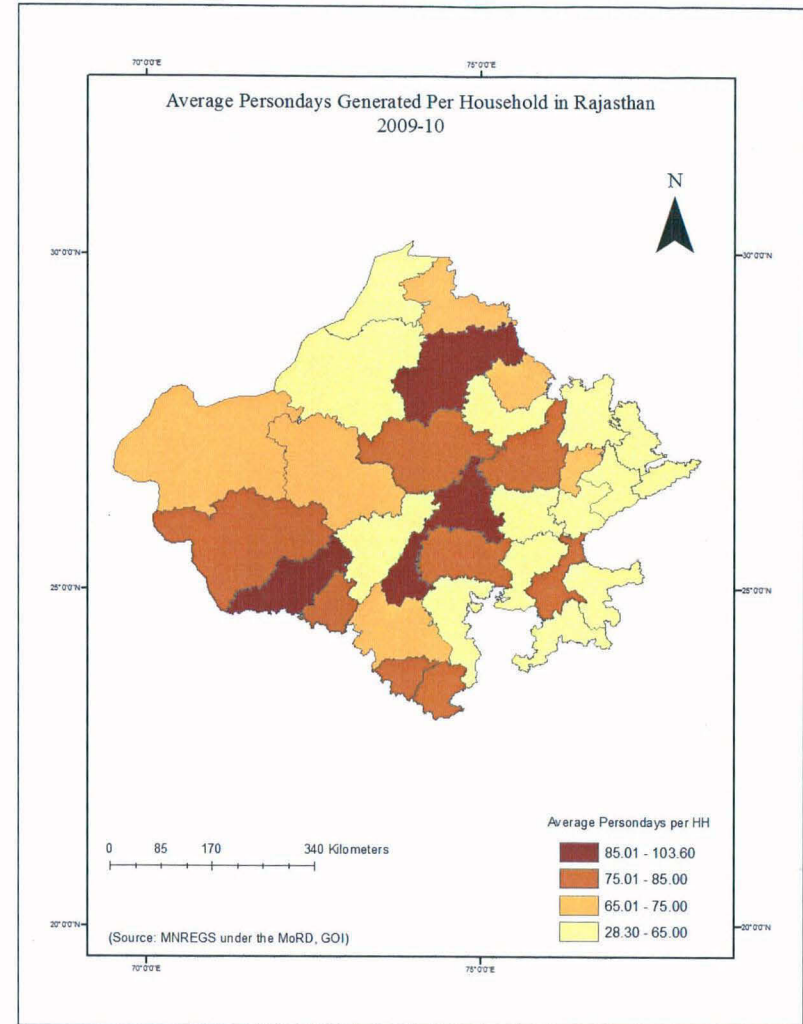 70°0'0"E 75°0'0"E
Average Persondays Generated Per Household in Rajasthan
2009-10
N
30°0'0"N 30°0'0"N
25°0'0"N 25°0'0"N
Average Persondays per HH
0 85 170 340 Kilometers
85.01 - 103.60
75.01 - 85.00
65.01 - 75.00
28.30 - 65.00
20°0'0"N 20°0'0"N
(Source: MNREGS under the MoRD, GOI)
70°0'0"E 75°0'0"E